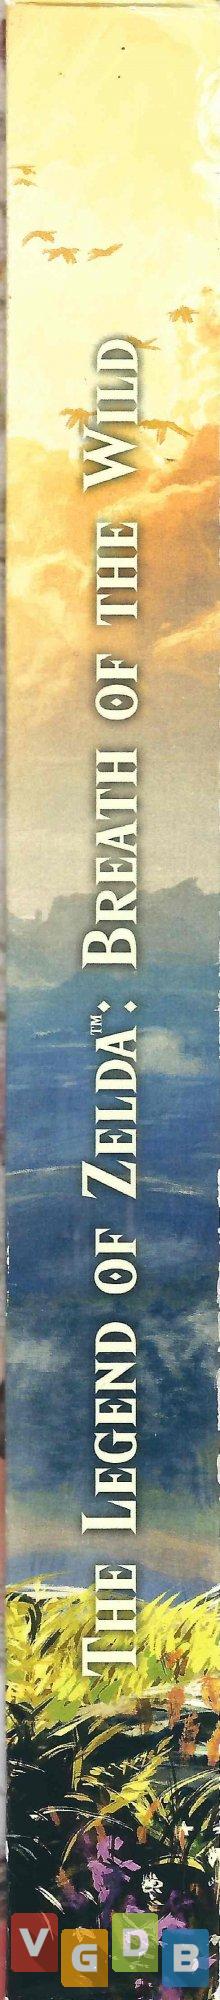 The Legend of Zelda™: Breath of the Wild
VGDB